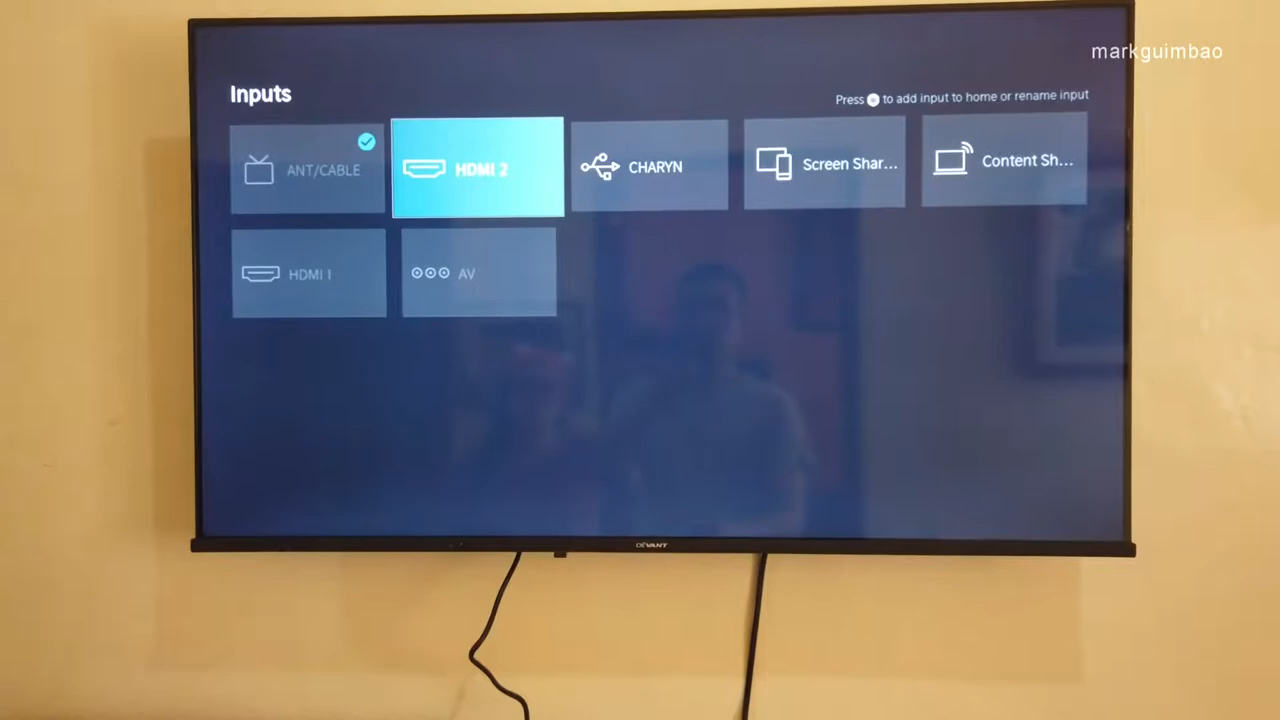 markguimbao
Inputs
Press to add input to home or rename input
ANT/CABLE
HDMI 2
CHARYN
Screen Shar...
Content Sh...
HDMI 1
AV
DEVANT